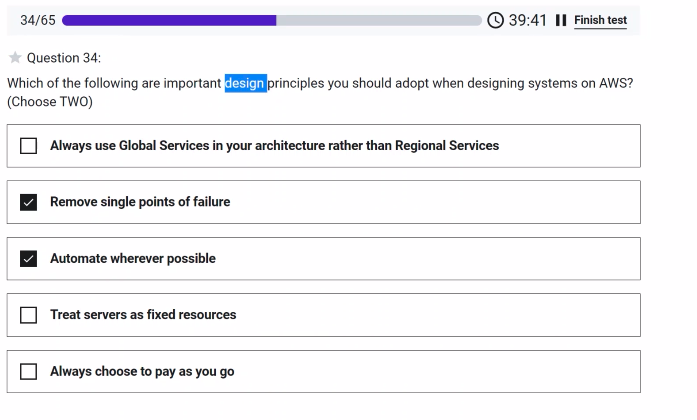 34/65 39:41 Finish test
Question 34:
Which of the following are important design principles you should adopt when designing systems on AWS?
(Choose TWO)
Always use Global Services in your architecture rather than Regional Services
Remove single points of failure
Automate wherever possible
Treat servers as fixed resources
Always choose to pay as you go